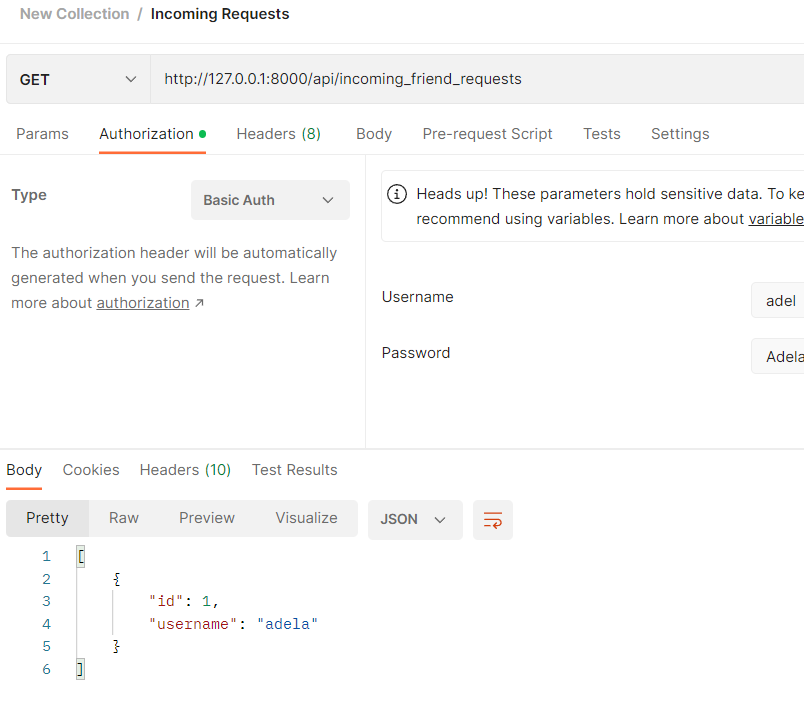 New Collection / Incoming Requests
GET http://127.0.0.1:8000/api/incoming_friend_requests
Params Authorization Headers (8) Body Pre-request Script Tests Settings
Type Basic Auth
The authorization header will be automatically
generated when you send the request. Learn
more about authorization ↗
Heads up! These parameters hold sensitive data. To ke
recommend using variables. Learn more about variable
Username adel
Password Adela
Body Cookies Headers (10) Test Results
Pretty Raw Preview Visualize JSON
1 [
2 {
3 "id": 1,
4 "username": "adela"
5 }
6 ]